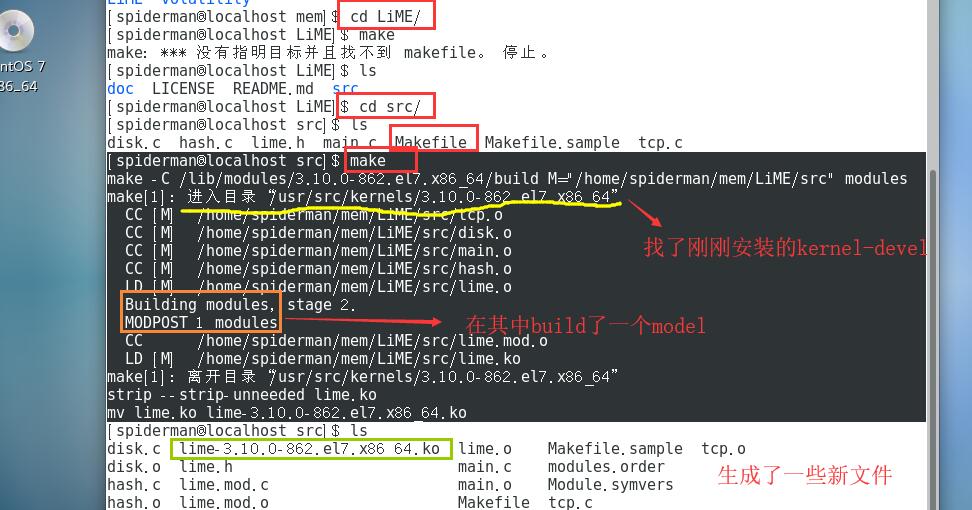 LiME volatility
[spiderman@localhost mem]$ cd LiME/
[spiderman@localhost LiME]$ make
make: *** 没有指明目标并且找不到 makefile。 停止。
[spiderman@localhost LiME]$ ls
doc LICENSE README.md src
[spiderman@localhost LiME]$ cd src/
[spiderman@localhost src]$ ls
disk.c hash.c lime.h main.c Makefile Makefile.sample tcp.c
[spiderman@localhost src]$ make
make -C /lib/modules/3.10.0-862.el7.x86_64/build M="/home/spiderman/mem/LiME/src" modules
make[1]: 进入目录“/usr/src/kernels/3.10.0-862.el7.x86_64”
CC [M] /home/spiderman/mem/LiME/src/tcp.o
CC [M] /home/spiderman/mem/LiME/src/disk.o
CC [M] /home/spiderman/mem/LiME/src/main.o
CC [M] /home/spiderman/mem/LiME/src/hash.o
LD [M] /home/spiderman/mem/LiME/src/lime.o
找了刚刚安装的kernel-devel
Building modules, stage 2.
MODPOST 1 modules
在其中build了一个model
CC /home/spiderman/mem/LiME/src/lime.mod.o
LD [M] /home/spiderman/mem/LiME/src/lime.ko
make[1]: 离开目录“/usr/src/kernels/3.10.0-862.el7.x86_64”
strip --strip-unneeded lime.ko
mv lime.ko lime-3.10.0-862.el7.x86_64.ko
[spiderman@localhost src]$ ls
disk.c lime-3.10.0-862.el7.x86_64.ko lime.o Makefile.sample tcp.o
disk.o lime.h main.c modules.order
hash.c lime.mod.c main.o Module.symvers
hash.o lime.mod.o Makefile tcp.c
生成了一些新文件
ntOS 7
86_64